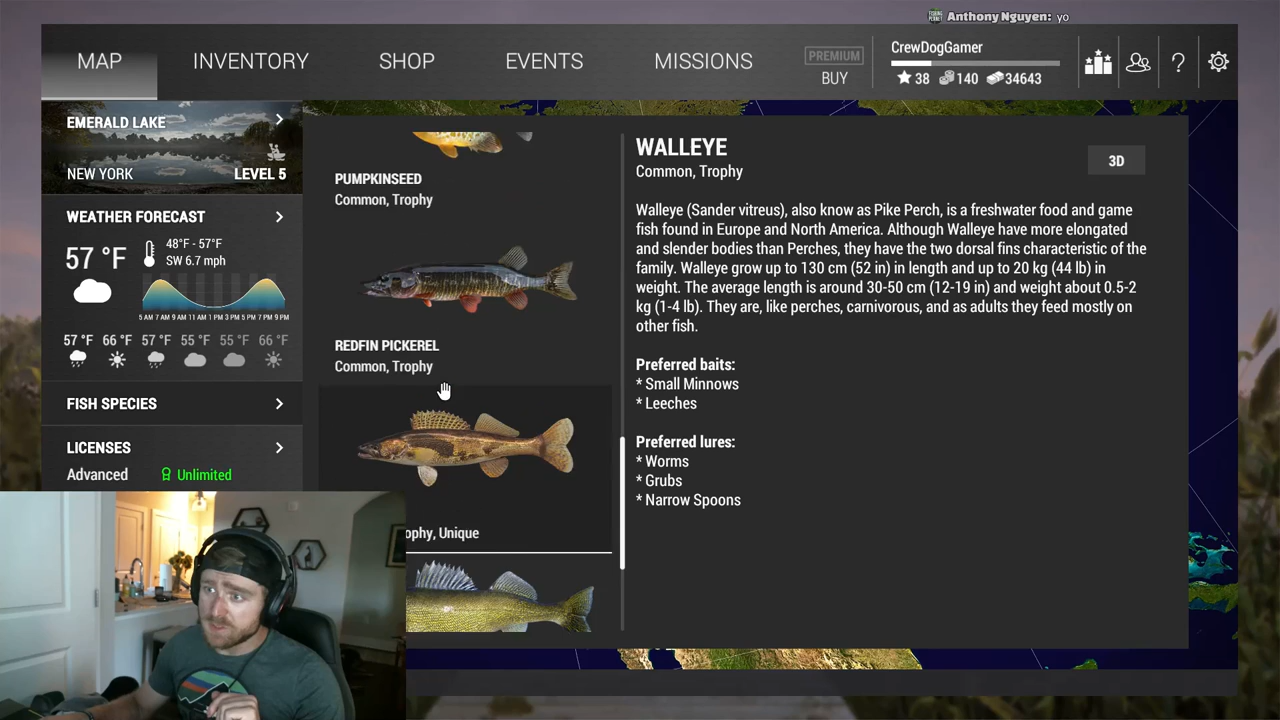 Anthony Nguyen: yo
MAP
INVENTORY
SHOP
EVENTS
MISSIONS
PREMIUM
BUY
CrewDogGamer
38
140
34643
?
EMERALD LAKE
NEW YORK
LEVEL 5
WEATHER FORECAST
57 °F
48°F - 57°F
SW 6.7 mph
5 AM 7 AM 9 AM 11 AM 1 PM 3 PM 5 PM 7 PM 9 PM
57 °F 66 °F 57 °F 55 °F 55 °F 66 °F
FISH SPECIES
LICENSES
Advanced
Unlimited
PUMPKINSEED
Common, Trophy
REDFIN PICKEREL
Common, Trophy
ophy, Unique
WALLEYE
Common, Trophy
3D
Walleye (Sander vitreus), also know as Pike Perch, is a freshwater food and game
fish found in Europe and North America. Although Walleye have more elongated
and slender bodies than Perches, they have the two dorsal fins characteristic of the
family. Walleye grow up to 130 cm (52 in) in length and up to 20 kg (44 lb) in
weight. The average length is around 30-50 cm (12-19 in) and weight about 0.5-2
kg (1-4 lb). They are, like perches, carnivorous, and as adults they feed mostly on
other fish.
Preferred baits:
* Small Minnows
* Leeches
Preferred lures:
* Worms
* Grubs
* Narrow Spoons